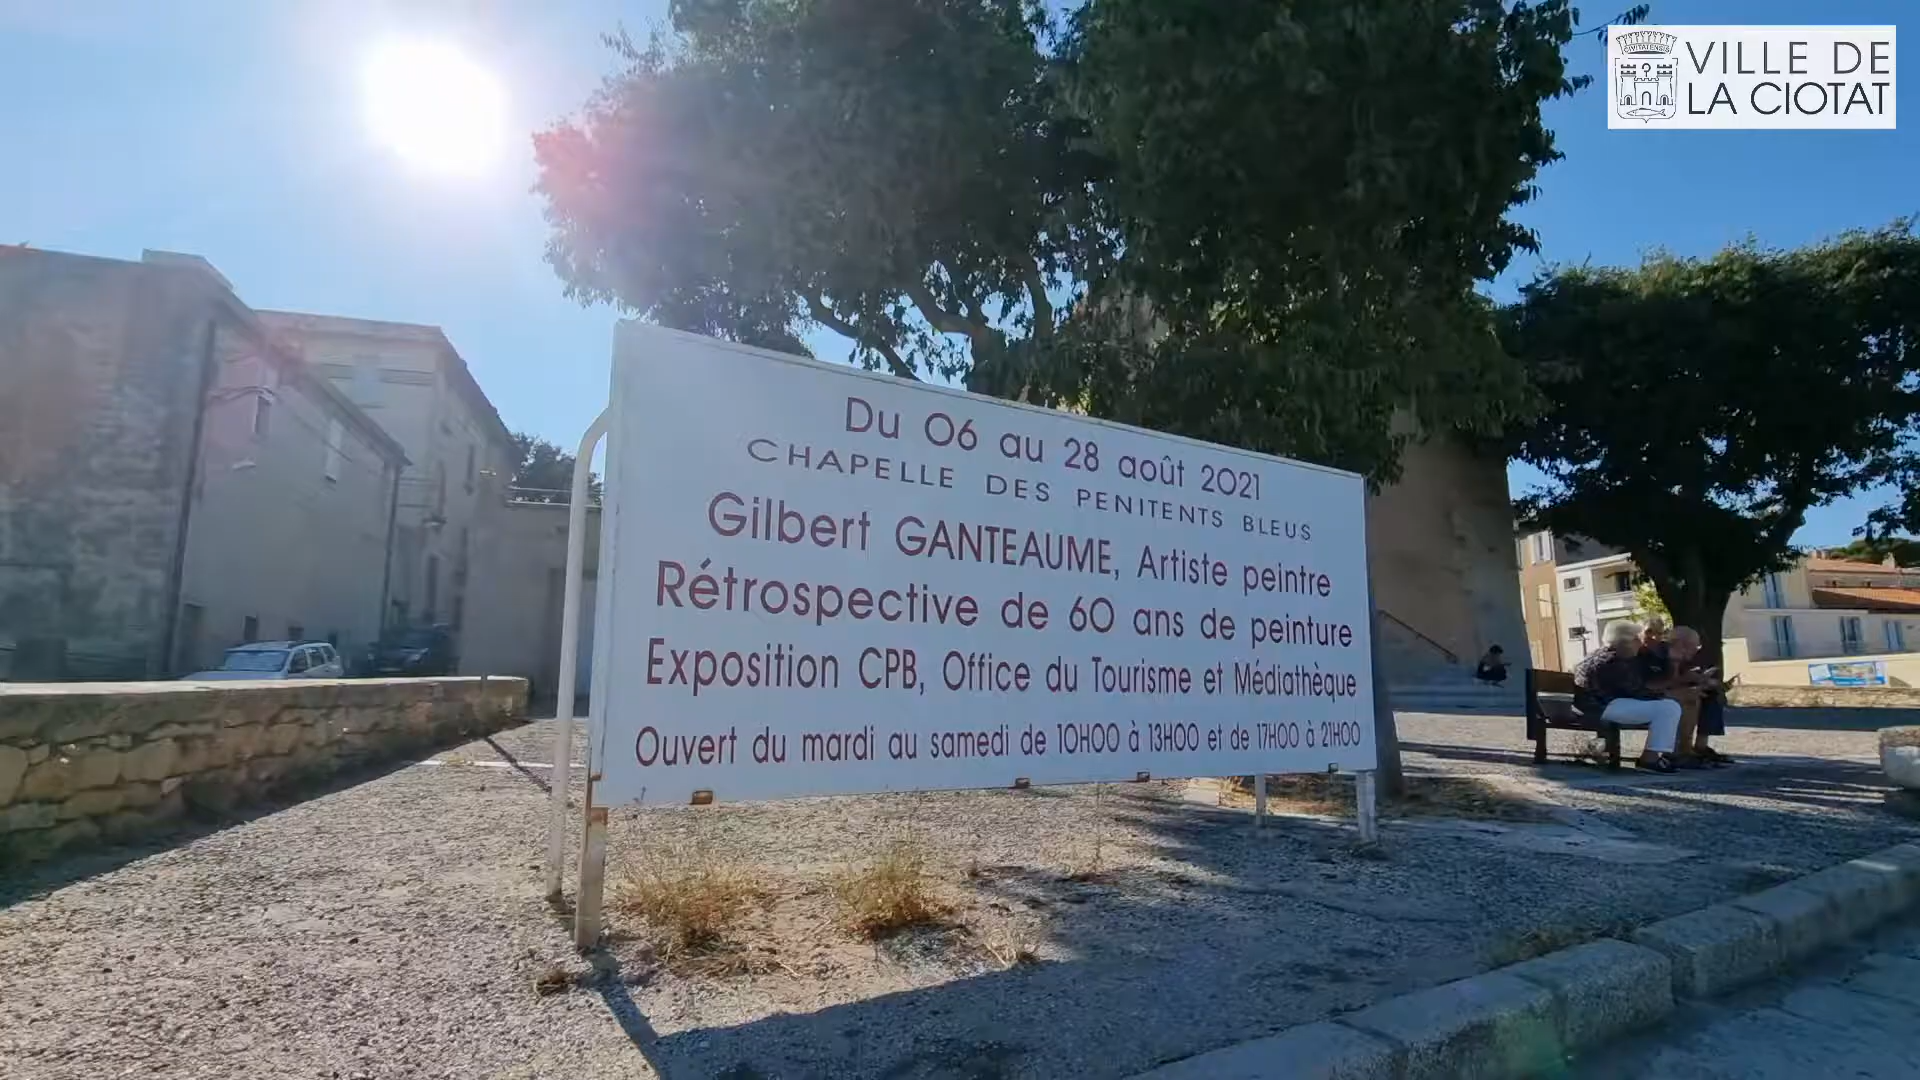 CIVITATENSIS
VILLE DE
LA CIOTAT
Du 06 au 28 août 2021
CHAPELLE DES PENITENTS BLEUS
Gilbert GANTEAUME, Artiste peintre
Rétrospective de 60 ans de peinture
Exposition CPB, Office du Tourisme et Médiathèque
Ouvert du mardi au samedi de 10H00 à 13H00 et de 17H00 à 21H00